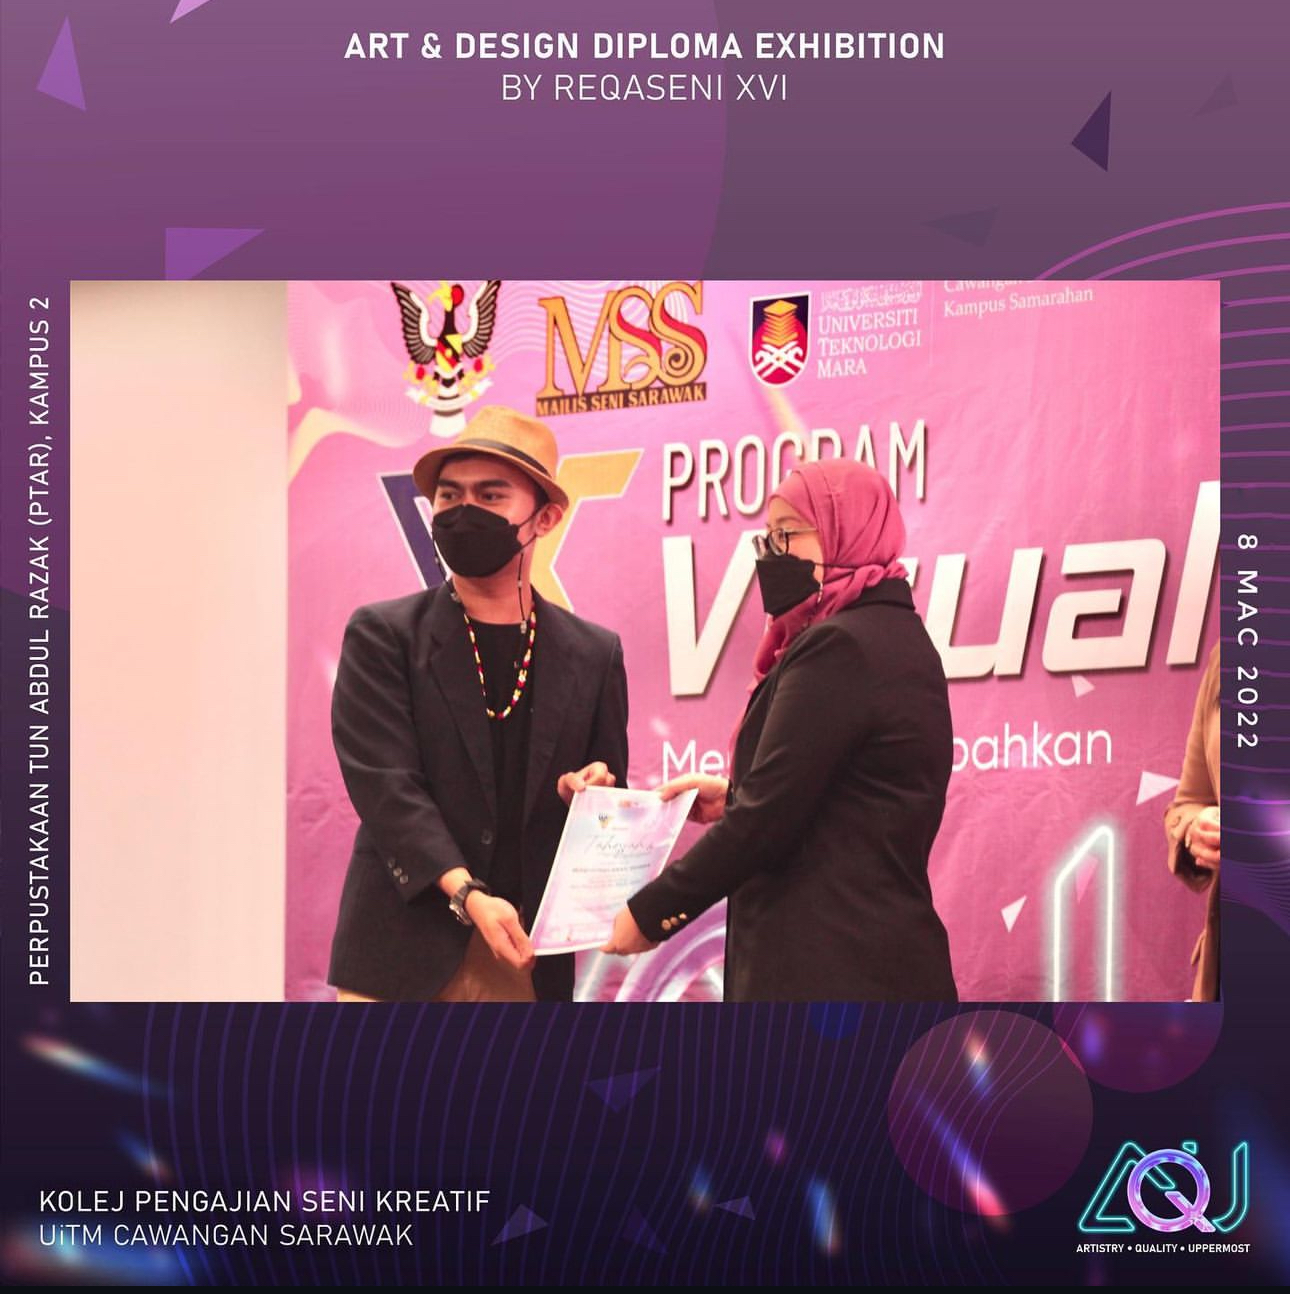 ART & DESIGN DIPLOMA EXHIBITION
BY REQASENI XVI
PERPUSTAKAAN TUN ABDUL RAZAK (PTAR), KAMPUS 2
MSS
MAJLIS SENI SARAWAK
UNIVERSITI
TEKNOLOGI
MARA
Kampus Samarahan
PROGRAM
8 MAC 2022
KOLEJ PENGAJIAN SENI KREATIF
UiTM CAWANGAN SARAWAK
AQJ
ARTISTRY • QUALITY • UPPERMOST